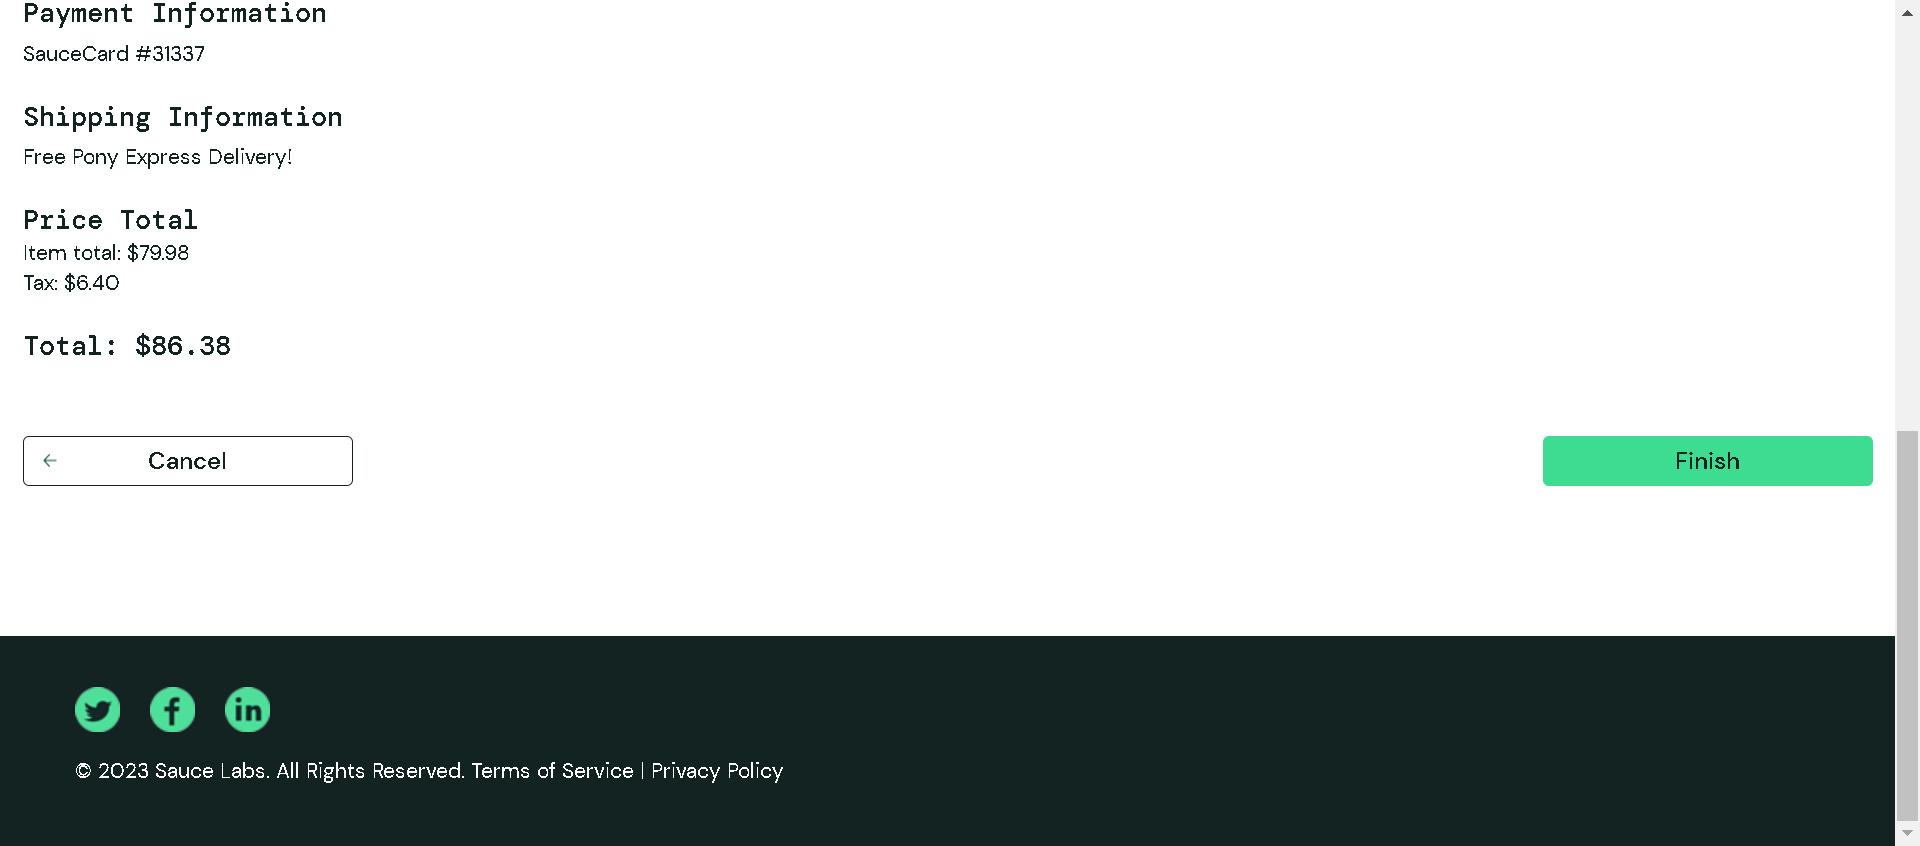 Payment Information
SauceCard #31337
Shipping Information
Free Pony Express Delivery!
Price Total
Item total: $79.98
Tax: $6.40
Total: $86.38
Cancel
Finish
© 2023 Sauce Labs. All Rights Reserved. Terms of Service | Privacy Policy